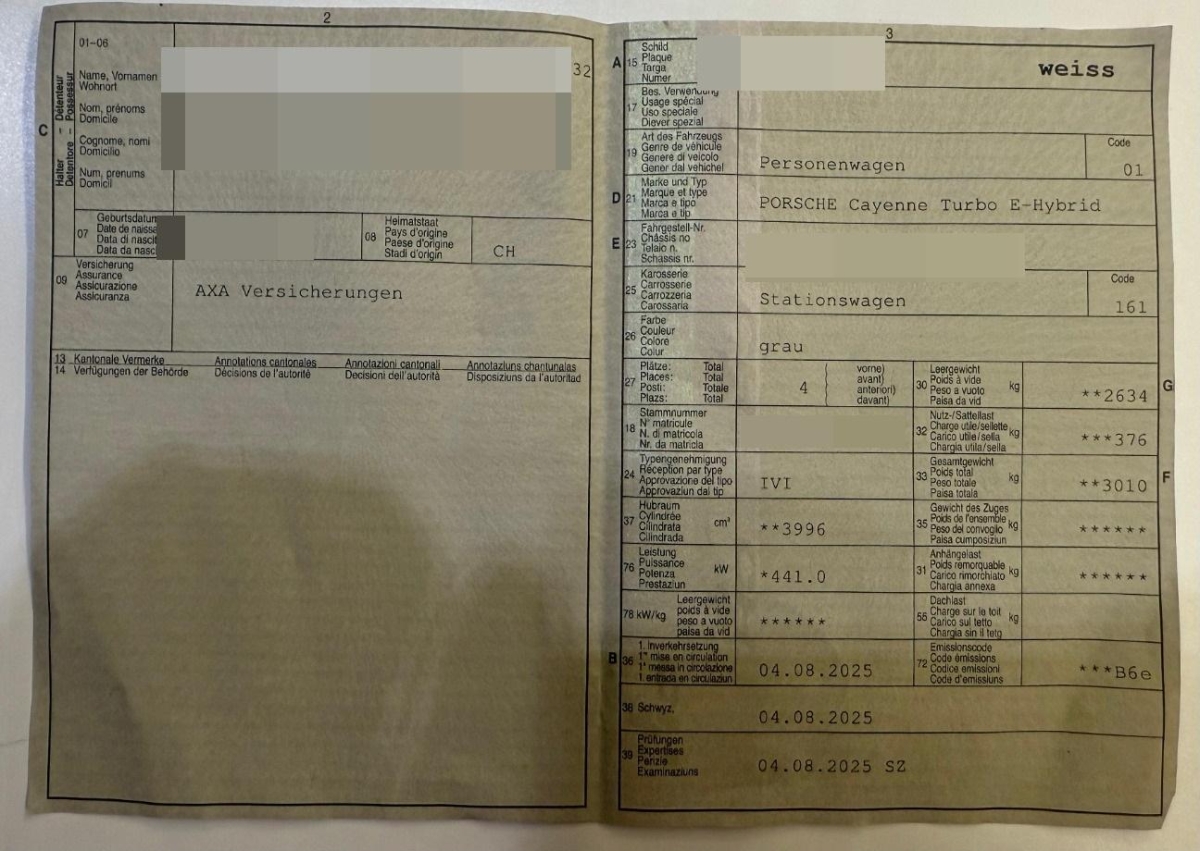 2
01-06
Halter – Détenteur
Detentore – Possessur
C
Name, Vornamen
Wohnort
32
Nom, prénoms
Domicile
Cognome, nomi
Domicilio
Num, prenums
Domicil
07
Geburtsdatum
Date de naissa
Data di nascit
Data da nasc
08
Heimatstaat
Pays d'origine
Paese d'origine
Stadi d'origin
CH
09
Versicherung
Assurance
Assicurazione
Assicuranza
AXA Versicherungen
13 Kantonale Vermerke Annotations cantonales Annotazioni cantonali Annotaziuns chantunalas
14 Verfügungen der Behörde Décisions de l'autorité Decisioni dell'autorità Disposiziuns da l'autoritad
3
A 15
Schild
Plaque
Targa
Numer
weiss
17
Bes. Verwendung
Usage spécial
Uso speciale
Diever spezial
19
Art des Fahrzeugs
Genre de véhicule
Genere di veicolo
Gener dal vehichel
Personenwagen
Code
01
D 21
Marke und Typ
Marque et type
Marca e tipo
Marca e tip
PORSCHE Cayenne Turbo E-Hybrid
E 23
Fahrgestell-Nr.
Châssis no
Telaio n.
Schassis nr.
25
Karosserie
Carrosserie
Carrozzeria
Carossaria
Stationswagen
Code
161
26
Farbe
Couleur
Colore
Colur
grau
27
Plätze: Total
Places: Total
Posti: Totale
Plazs: Total
4
vorne)
avant)
anteriori)
davant)
30
Leergewicht
Poids à vide
Peso a vuoto
Paisa da vid
kg
**2634
G
18
Stammnummer
N° matricule
N. di matricola
Nr. da matricla
32
Nutz-/Sattellast
Charge utile/sellette
Carico utile/sella
Chargia utila/sella
kg
***376
24
Typengenehmigung
Réception par type
Approvazione del tipo
Approvaziun dal tip
IVI
33
Gesamtgewicht
Poids total
Peso totale
Paisa totala
kg
**3010
F
37
Hubraum
Cylindrée
Cilindrata
Cilindrada
cm³
**3996
35
Gewicht des Zuges
Poids de l'ensemble
Peso del convoglio
Paisa cumposiziun
kg
******
76
Leistung
Puissance
Potenza
Prestaziun
kW
*441.0
31
Anhängelast
Poids remorquable
Carico rimorchiato
Chargia annexa
kg
******
78 kW/kg
Leergewicht
poids à vide
peso a vuoto
paisa da vid
******
55
Dachlast
Charge sur le toit
Carico sul tetto
Chargia sin il tetg
kg
******
B 36
1. Inverkehrsetzung
1re mise en circulation
1a messa in circolazione
1. entrada en circulaziun
04.08.2025
72
Emissionscode
Code émissions
Codice emissioni
Code d'emissiuns
***B6e
38 Schwyz,
04.08.2025
39
Prüfungen
Expertises
Perizie
Examinaziuns
04.08.2025 SZ